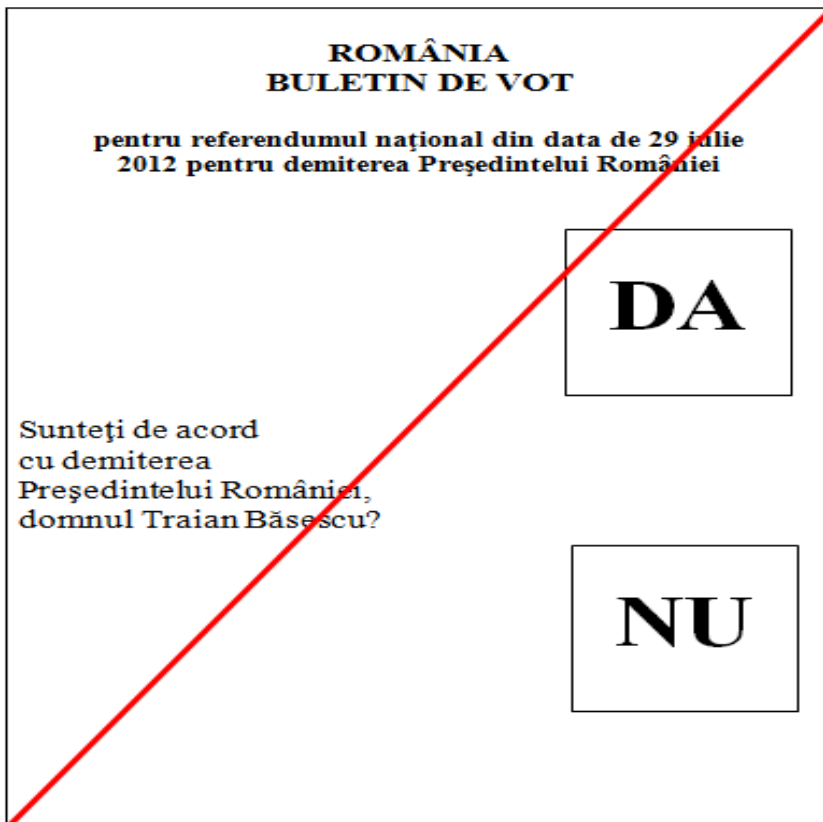 ROMÂNIA
BULETIN DE VOT
pentru referendumul naţional din data de 29 iulie
2012 pentru demiterea Preşedintelui României
DA
Sunteţi de acord
cu demiterea
Preşedintelui României,
domnul Traian Băsescu?
NU